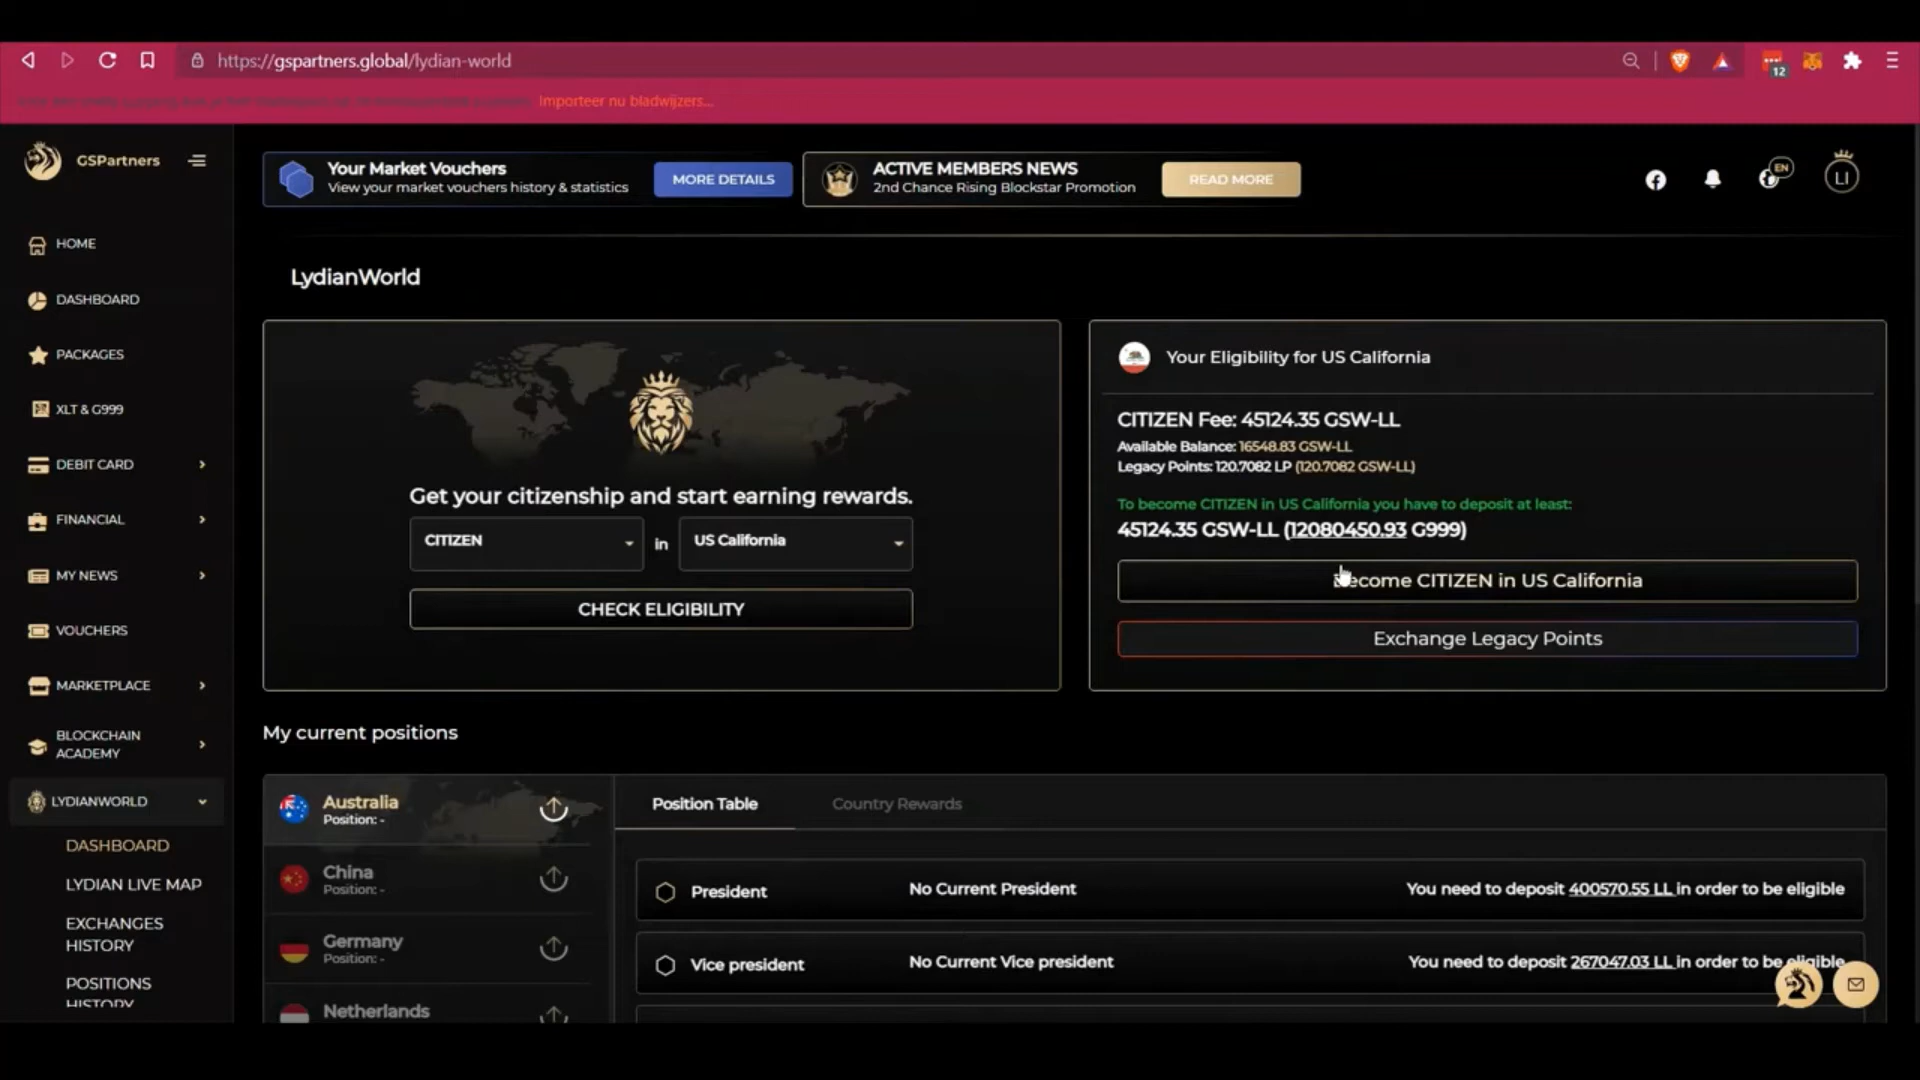 https://gspartners.global/lydian-world
12
Importeer nu bladwijzers...
GSPartners
Your Market Vouchers
View your market vouchers history & statistics
MORE DETAILS
ACTIVE MEMBERS NEWS
2nd Chance Rising Blockstar Promotion
READ MORE
EN
LI
HOME
DASHBOARD
PACKAGES
XLT & G999
DEBIT CARD
FINANCIAL
MY NEWS
VOUCHERS
MARKETPLACE
BLOCKCHAIN
ACADEMY
LYDIANWORLD
DASHBOARD
LYDIAN LIVE MAP
EXCHANGES
HISTORY
POSITIONS
HISTORY
LydianWorld
Get your citizenship and start earning rewards.
CITIZEN in US California
CHECK ELIGIBILITY
Your Eligibility for US California
CITIZEN Fee: 45124.35 GSW-LL
Available Balance: 16548.83 GSW-LL
Legacy Points: 120.7082 LP (120.7082 GSW-LL)
To become CITIZEN in US California you have to deposit at least:
45124.35 GSW-LL (12080450.93 G999)
Become CITIZEN in US California
Exchange Legacy Points
My current positions
Australia
Position: -
China
Position: -
Germany
Position: -
Netherlands
Position Table
Country Rewards
President
No Current President
You need to deposit 400570.55 LL in order to be eligible
Vice president
No Current Vice president
You need to deposit 267047.03 LL in order to be eligible